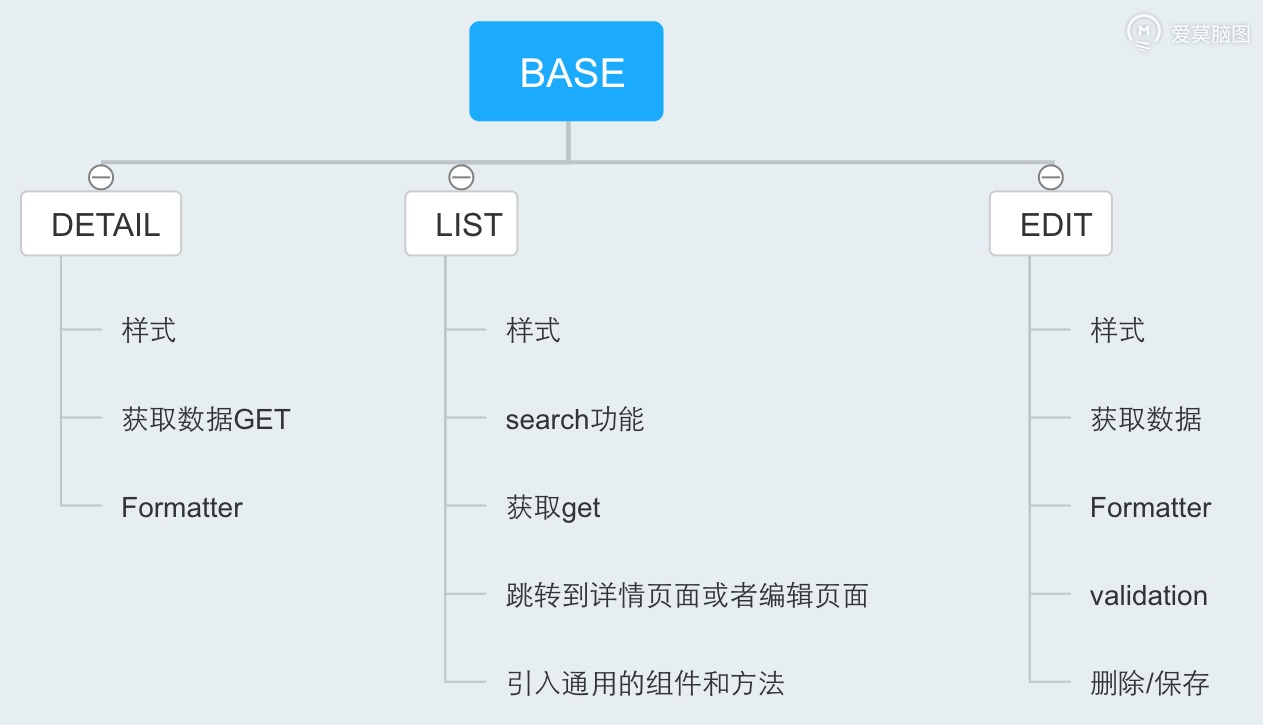 爱莫脑图
BASE
DETAIL
样式
获取数据GET
Formatter
LIST
样式
search功能
获取get
跳转到详情页面或者编辑页面
引入通用的组件和方法
EDIT
样式
获取数据
Formatter
validation
删除/保存